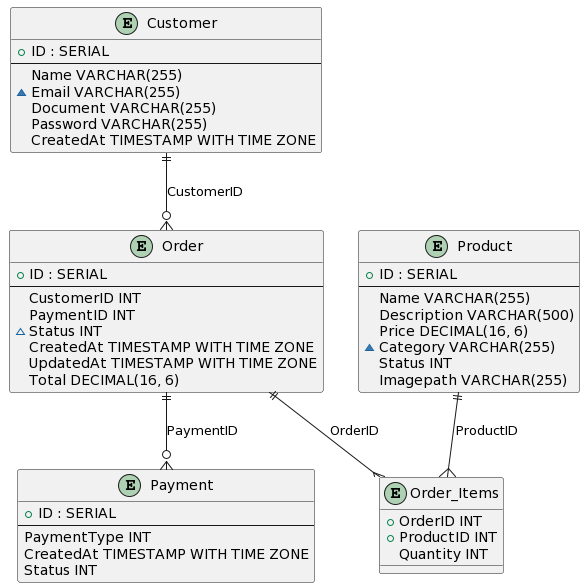 E Customer
ID : SERIAL
Name VARCHAR(255)
Email VARCHAR(255)
Document VARCHAR(255)
Password VARCHAR(255)
CreatedAt TIMESTAMP WITH TIME ZONE
CustomerID
E Order
ID : SERIAL
CustomerID INT
PaymentID INT
Status INT
CreatedAt TIMESTAMP WITH TIME ZONE
UpdatedAt TIMESTAMP WITH TIME ZONE
Total DECIMAL(16, 6)
E Product
ID : SERIAL
Name VARCHAR(255)
Description VARCHAR(500)
Price DECIMAL(16, 6)
Category VARCHAR(255)
Status INT
Imagepath VARCHAR(255)
PaymentID
OrderID
ProductID
E Payment
ID : SERIAL
PaymentType INT
CreatedAt TIMESTAMP WITH TIME ZONE
Status INT
E Order_Items
OrderID INT
ProductID INT
Quantity INT